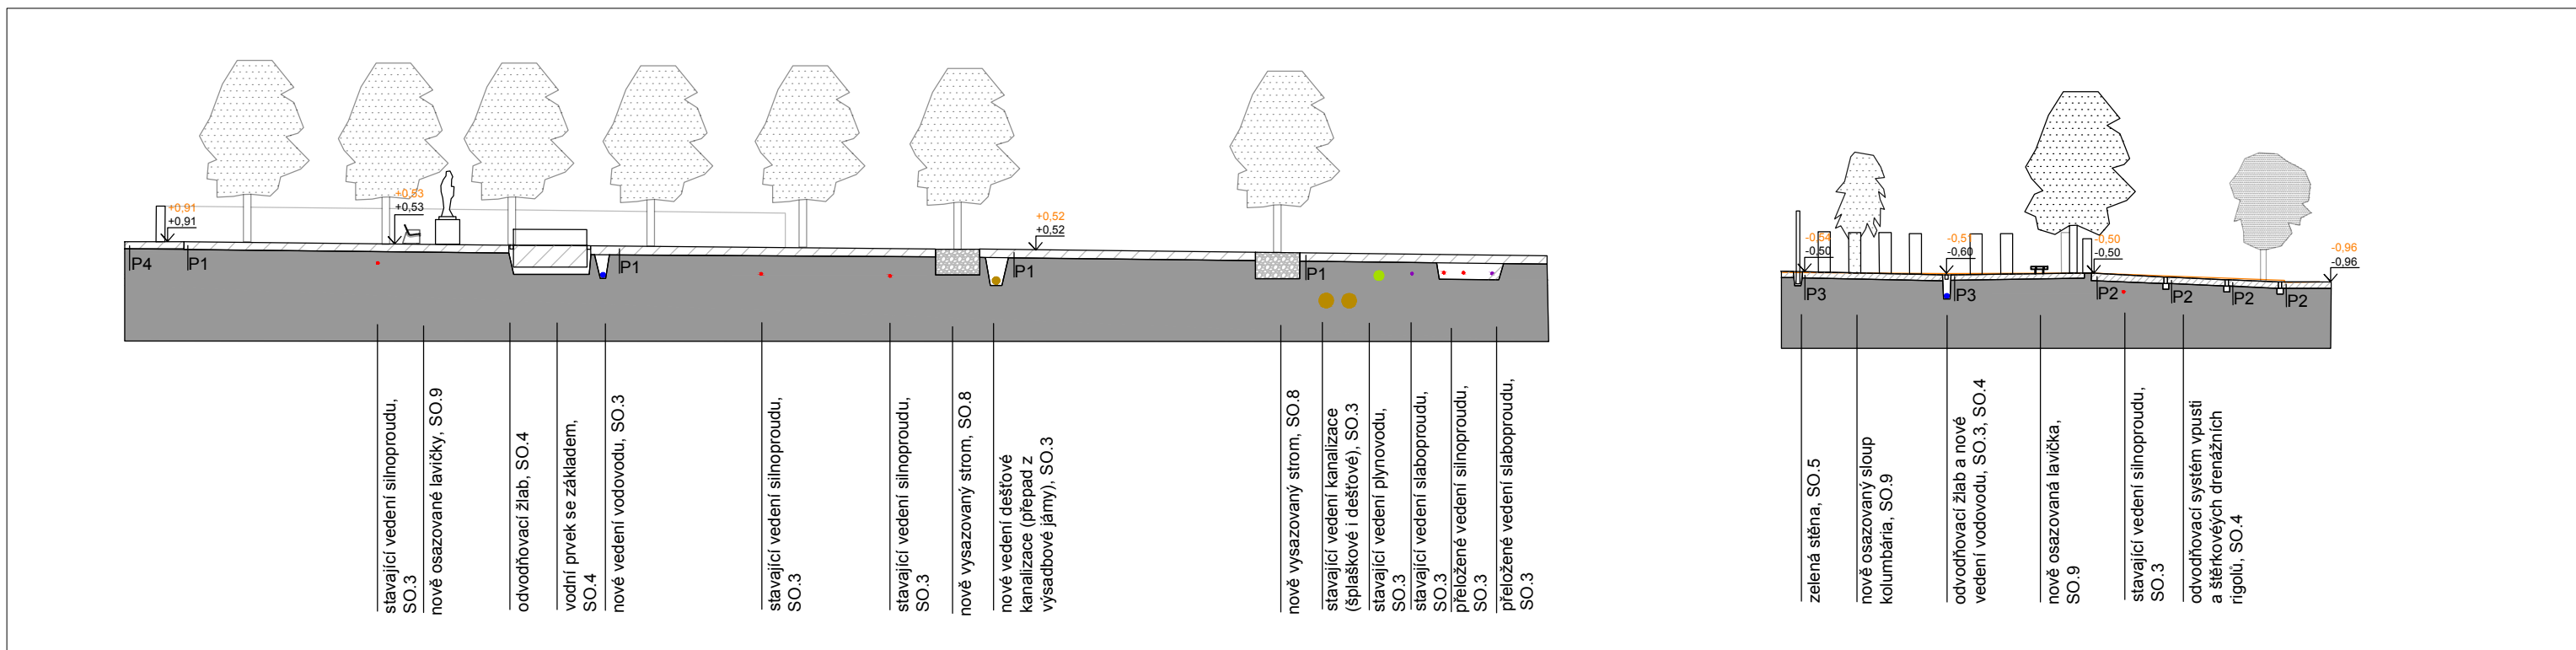 +0,91
+0,91
+0,53
+0,53
+0,52
+0,52
P4
P1
P1
P1
P1
stavající vedení silnoproudu,
SO.3
nově osazované lavičky, SO.9
odvodňovací žlab, SO.4
vodní prvek se základem,
SO.4
nové vedení vodovodu, SO.3
stavající vedení silnoproudu,
SO.3
stavající vedení silnoproudu,
SO.3
nově vysazovaný strom, SO.8
nové vedení dešťové
kanalizace (přepad z
výsadbové jámy), SO.3
nově vysazovaný strom, SO.8
stavající vedení kanalizace
(šplaškové i dešťové), SO.3
stavající vedení plynovodu,
SO.3
stavající vedení slaboproudu,
SO.3
přeložené vedení silnoproudu,
SO.3
přeložené vedení slaboproudu,
SO.3
-0,54
-0,50
-0,51
-0,60
-0,50
-0,50
-0,96
-0,96
P3
P3
P2
P2
P2
P2
zelená stěna, SO.5
nově osazovaný sloup
kolumbária, SO.9
odvodňovací žlab a nové
vedení vodovodu, SO.3, SO.4
nově osazovaná lavička,
SO.9
stavající vedení silnoproudu,
SO.3
odvodňovací systém vpusti
a štěrkovéých drenážních
rigolů, SO.4